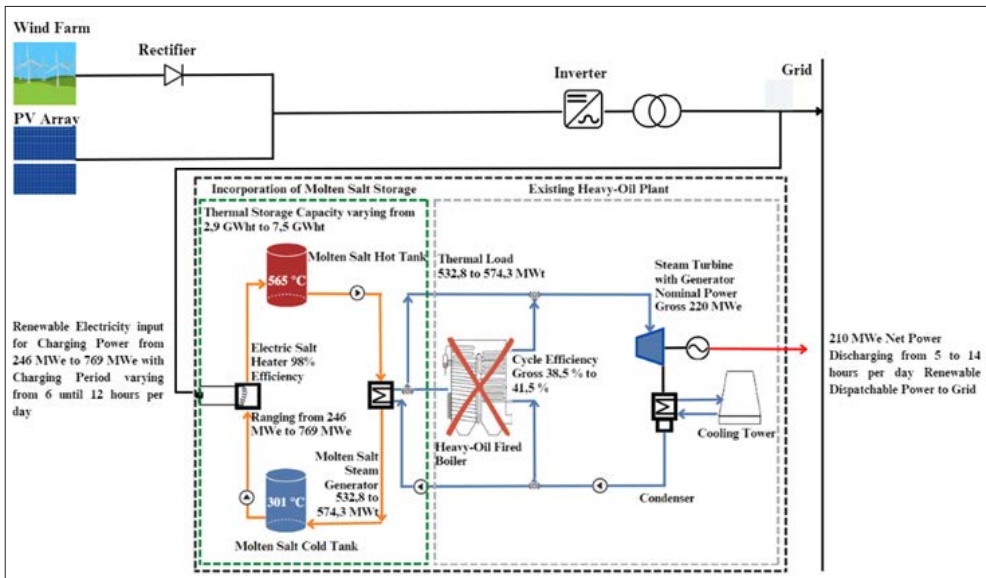 Wind Farm
Rectifier
PV Array
Inverter
Grid
Incorporation of Molten Salt Storage
Existing Heavy-Oil Plant
Thermal Storage Capacity varying from
2,9 GWht to 7,5 GWht
Molten Salt Hot Tank
565 °C
Thermal Load
532,8 to 574,3 MWt
Steam Turbine
with Generator
Nominal Power
Gross 220 MWe
Renewable Electricity input
for Charging Power from
246 MWe to 769 MWe with
Charging Period varying
from 6 until 12 hours per
day
Electric Salt
Heater 98%
Efficiency
Ranging from 246
MWe to 769 MWe
Cycle Efficiency
Gross 38,5 % to
41,5 %
Heavy-Oil Fired
Boiler
210 MWe Net Power
Discharging from 5 to 14
hours per day Renewable
Dispatchable Power to Grid
Cooling Tower
Molten Salt
Steam
Generator
532,8 to
574,3 MWt
301 °C
Molten Salt Cold Tank
Condenser